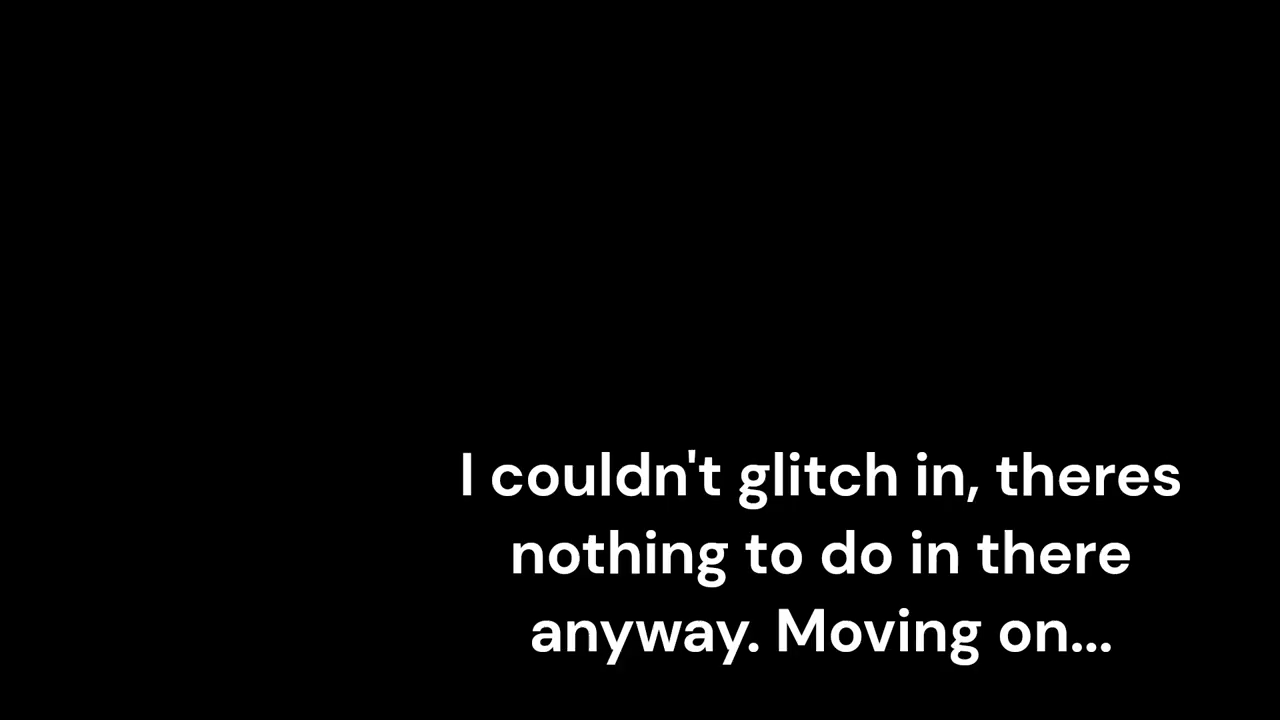 I couldn't glitch in, theres
nothing to do in there
anyway. Moving on...